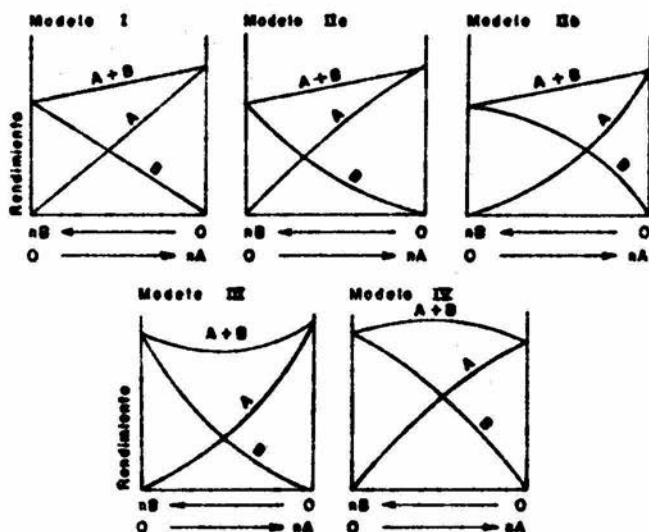 Modelo I
A + B
A
B
Rendimiento
nB 0
0 nA
Modelo IIa
A + B
A
B
nB 0
0 nA
Modelo IIb
A + B
A
B
nB 0
0 nA
Modelo III
A + B
A
B
Rendimiento
nB 0
0 nA
Modelo IV
A + B
A
B
nB 0
0 nA